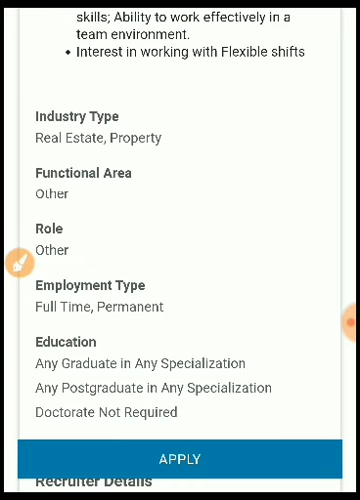 skills; Ability to work effectively in a
team environment.
• Interest in working with Flexible shifts
Industry Type
Real Estate, Property
Functional Area
Other
Role
Other
Employment Type
Full Time, Permanent
Education
Any Graduate in Any Specialization
Any Postgraduate in Any Specialization
Doctorate Not Required
APPLY
Recruiter Details